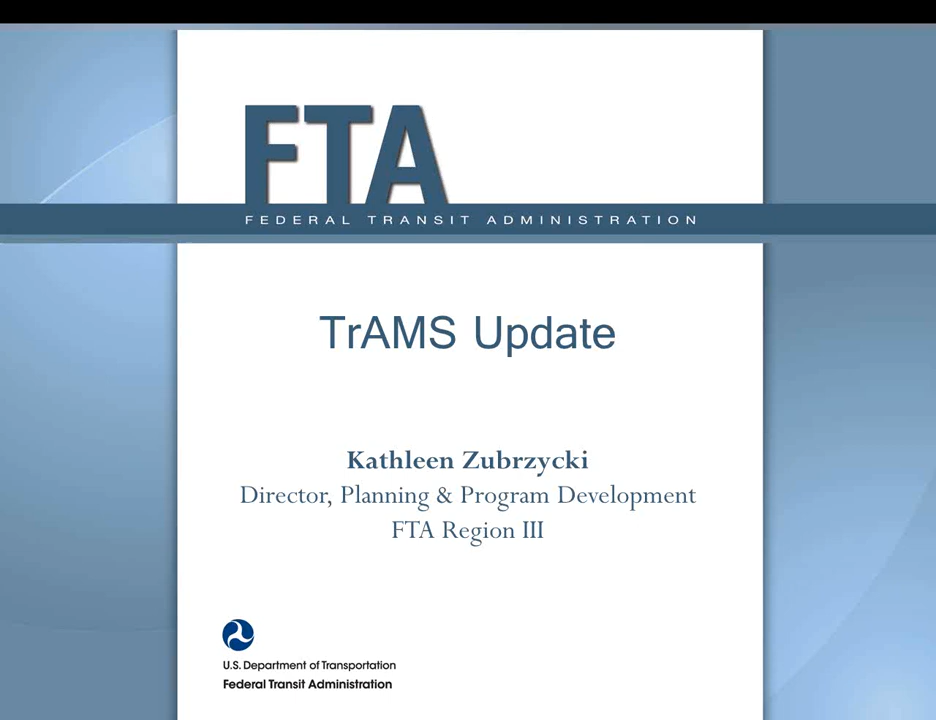 FTA
FEDERAL TRANSIT ADMINISTRATION
TrAMS Update
Kathleen Zubrzycki
Director, Planning & Program Development
FTA Region III
U.S. Department of Transportation
Federal Transit Administration